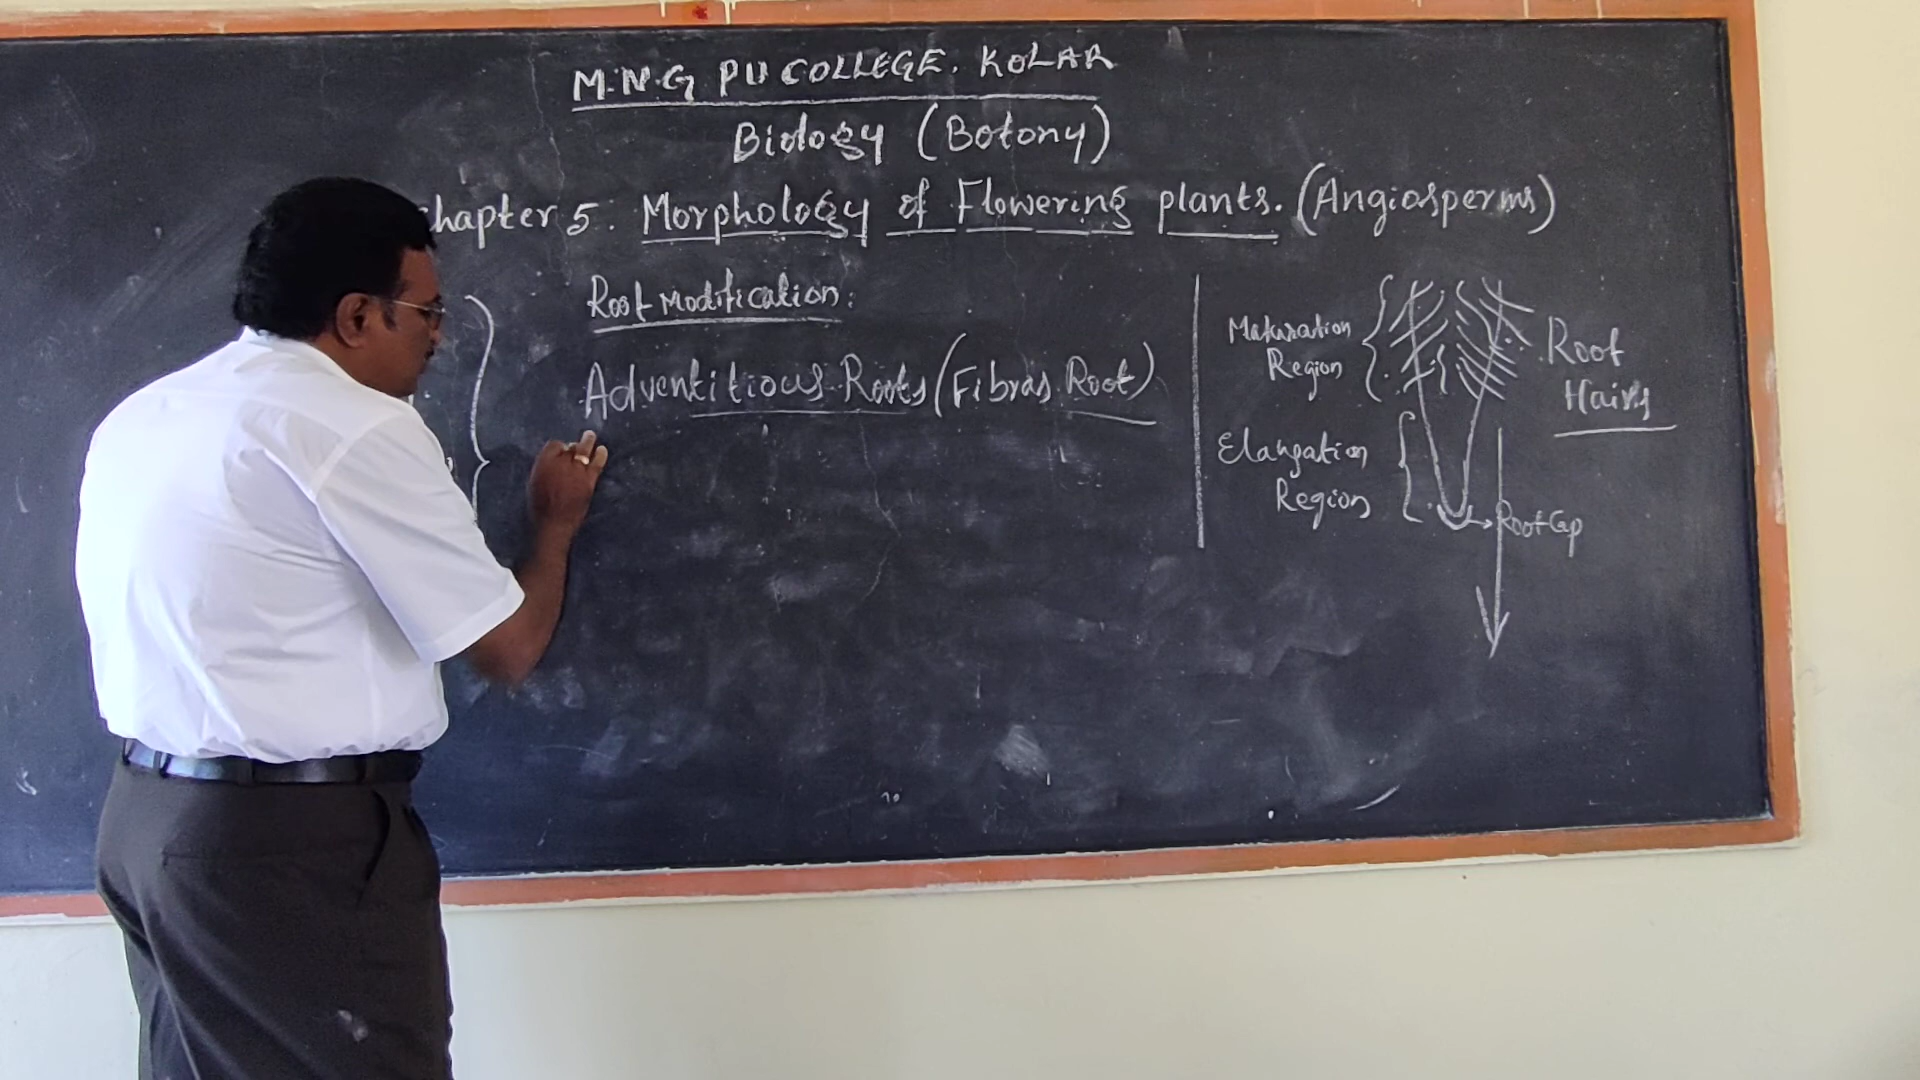 M.N.G PU COLLEGE. KOLAR
Biology (Botony)
chapter 5. Morphology of Flowering plants. (Angiosperms)
Root Modification:
Adventitious Roots (Fibras Root)
Maturation
Region
Root
Hairs
Elangation
Region
Root Cap